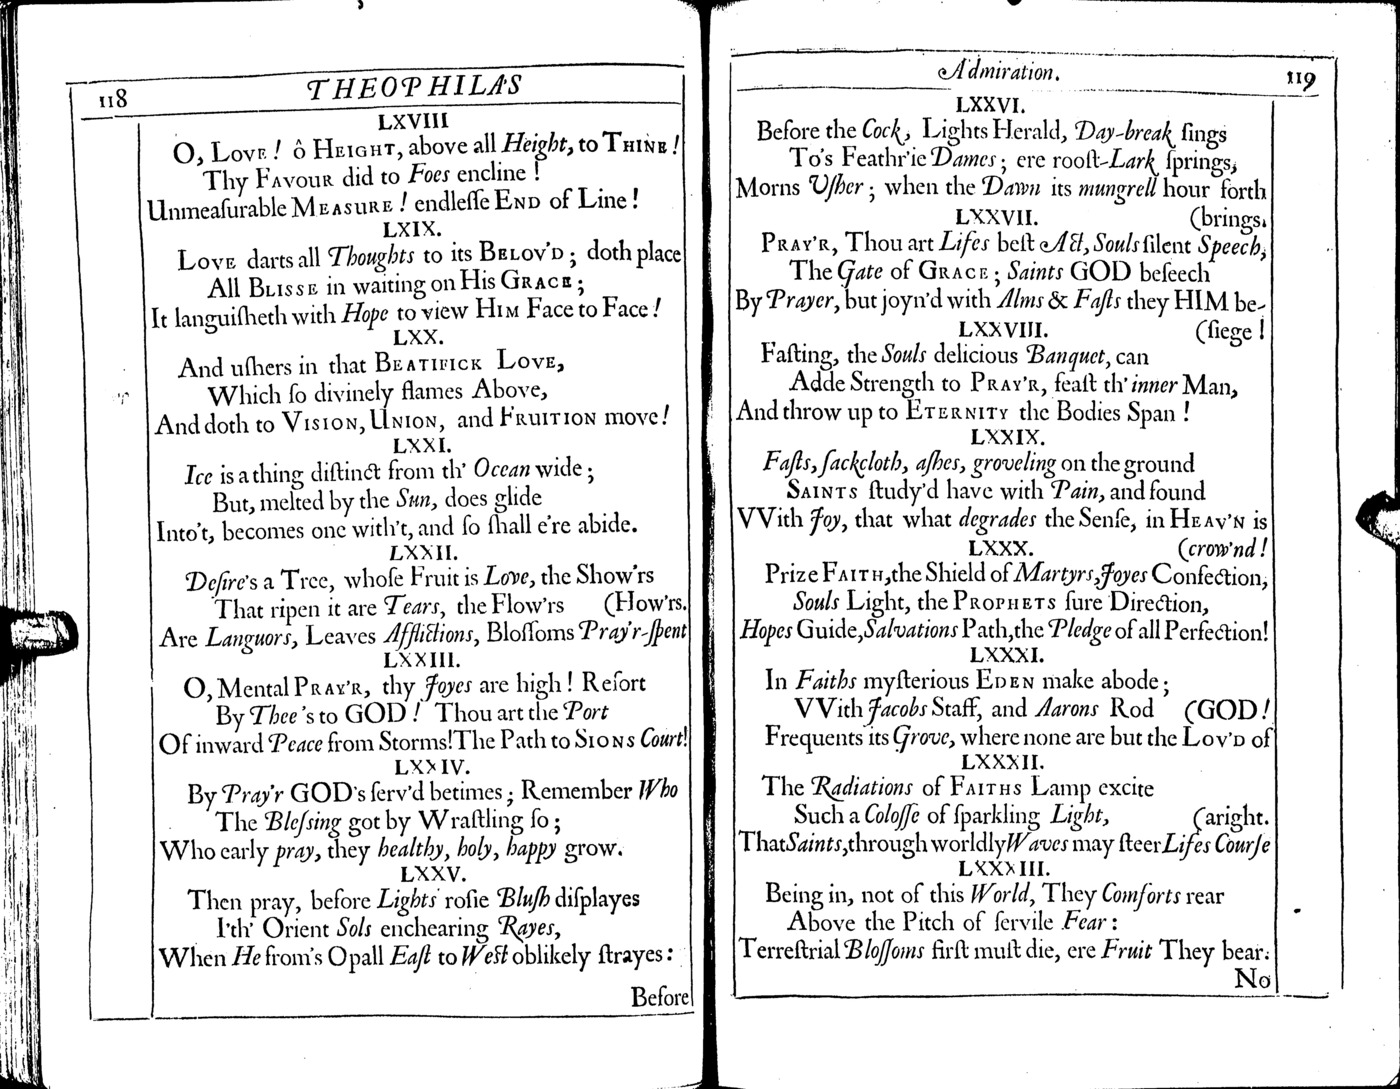 118 THEOPHILA'S
LXVIII
O, LOVE! ô HEIGHT, above all Height, to THINE!
Thy FAVOUR did to Foes encline!
Unmeaſurable MEASURE! endleſſe END of Line!
LXIX.
LOVE darts all Thoughts to its BELOV'D; doth place
All BLISSE in waiting on His GRACE;
It languiſheth with Hope to view HIM Face to Face!
LXX.
And uſhers in that BEATIFICK LOVE,
Which ſo divinely flames Above,
And doth to VISION, UNION, and FRUITION move!
LXXI.
Ice is a thing diſtinct from th' Ocean wide;
But, melted by the Sun, does glide
Into't, becomes one with't, and ſo ſhall e're abide.
LXXII.
Deſire's a Tree, whoſe Fruit is Love, the Show'rs
That ripen it are Tears, the Flow'rs (How'rs.
Are Languors, Leaves Afflictions, Bloſſoms Pray'r-ſpent
LXXIII.
O, Mental PRAY'R, thy Joyes are high! Reſort
By Thee's to GOD! Thou art the Port
Of inward Peace from Storms! The Path to SIONS Court!
LXXIV.
By Pray'r GOD's ſerv'd betimes; Remember Who
The Bleſsing got by Wraſtling ſo;
Who early pray, they healthy, holy, happy grow.
LXXV.
Then pray, before Lights roſie Bluſh diſplayes
I'th' Orient Sols enchearing Rayes,
When He from's Opall Eaſt to Weſt oblikely ſtrayes:
Before
Admiration. 119
LXXVI.
Before the Cock, Lights Herald, Day-break ſings
To's Feathr'ie Dames; ere rooſt-Lark ſprings,
Morns Uſher; when the Dawn its mungrell hour forth
LXXVII. (brings.
PRAY'R, Thou art Lifes beſt Act, Souls ſilent Speech,
The Gate of GRACE; Saints GOD beſeech
By Prayer, but joyn'd with Alms & Faſts they HIM be-
LXXVIII. (ſiege!
Faſting, the Souls delicious Banquet, can
Adde Strength to PRAY'R, feaſt th' inner Man,
And throw up to ETERNITY the Bodies Span!
LXXIX.
Faſts, ſackcloth, aſhes, groveling on the ground
SAINTS ſtudy'd have with Pain, and found
VVith Joy, that what degrades the Senſe, in HEAV'N is
LXXX. (crow'nd!
Prize FAITH, the Shield of Martyrs, Joyes Confection,
Souls Light, the PROPHETS ſure Direction,
Hopes Guide, Salvations Path, the Pledge of all Perfection!
LXXXI.
In Faiths myſterious EDEN make abode;
VVith Jacobs Staff, and Aarons Rod (GOD!
Frequents its Grove, where none are but the LOV'D of
LXXXII.
The Radiations of FAITHS Lamp excite
Such a Coloſſe of ſparkling Light, (aright.
That Saints, through worldly Waves may ſteer Lifes Courſe
LXXXIII.
Being in, not of this World, They Comforts rear
Above the Pitch of ſervile Fear:
Terreſtrial Bloſſoms firſt muſt die, ere Fruit They bear.
No